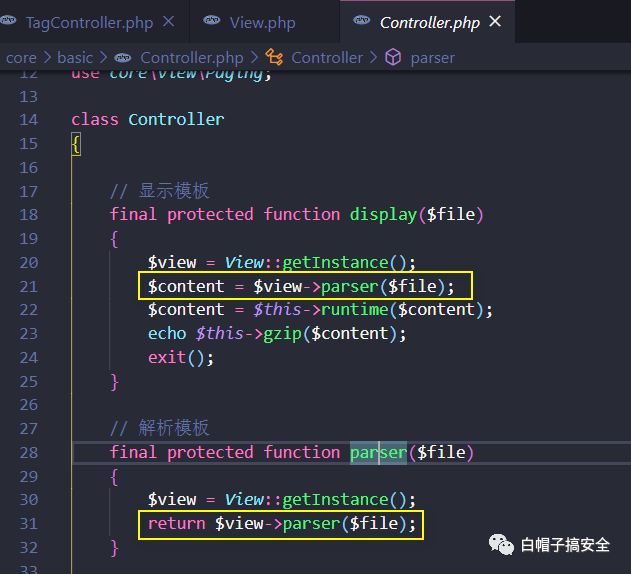 TagController.php ×
View.php
Controller.php ×
core > basic > Controller.php > Controller > parser
12 use core\view\Paging;
13
14 class Controller
15 {
16
17 // 显示模板
18 final protected function display($file)
19 {
20 $view = View::getInstance();
21 $content = $view->parser($file);
22 $content = $this->runtime($content);
23 echo $this->gzip($content);
24 exit();
25 }
26
27 // 解析模板
28 final protected function parser($file)
29 {
30 $view = View::getInstance();
31 return $view->parser($file);
32 }
33
白帽子搞安全